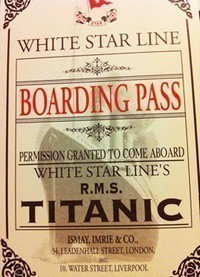 WHITE STAR LINE
BOARDING PASS
PERMISSION GRANTED TO COME ABOARD
WHITE STAR LINE'S
R.M.S.
TITANIC
ISMAY, IMRIE & CO.,
34, LEADENHALL STREET, LONDON.
10, WATER STREET, LIVERPOOL.